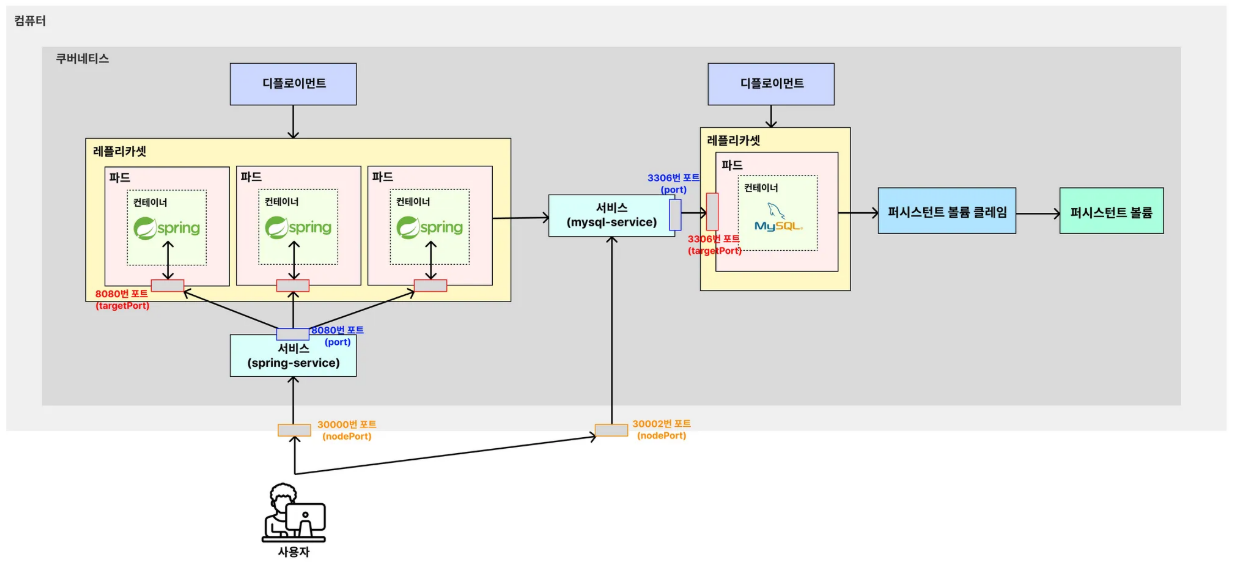 컴퓨터
쿠버네티스
디플로이먼트
디플로이먼트
레플리카셋
파드
컨테이너
spring
파드
컨테이너
spring
파드
컨테이너
spring
8080번 포트
(targetPort)
8080번 포트
(port)
서비스
(spring-service)
서비스
(mysql-service)
3306번 포트
(port)
레플리카셋
파드
컨테이너
MySQL
3306번 포트
(targetPort)
퍼시스턴트 볼륨 클레임
퍼시스턴트 볼륨
30000번 포트
(nodePort)
30002번 포트
(nodePort)
사용자